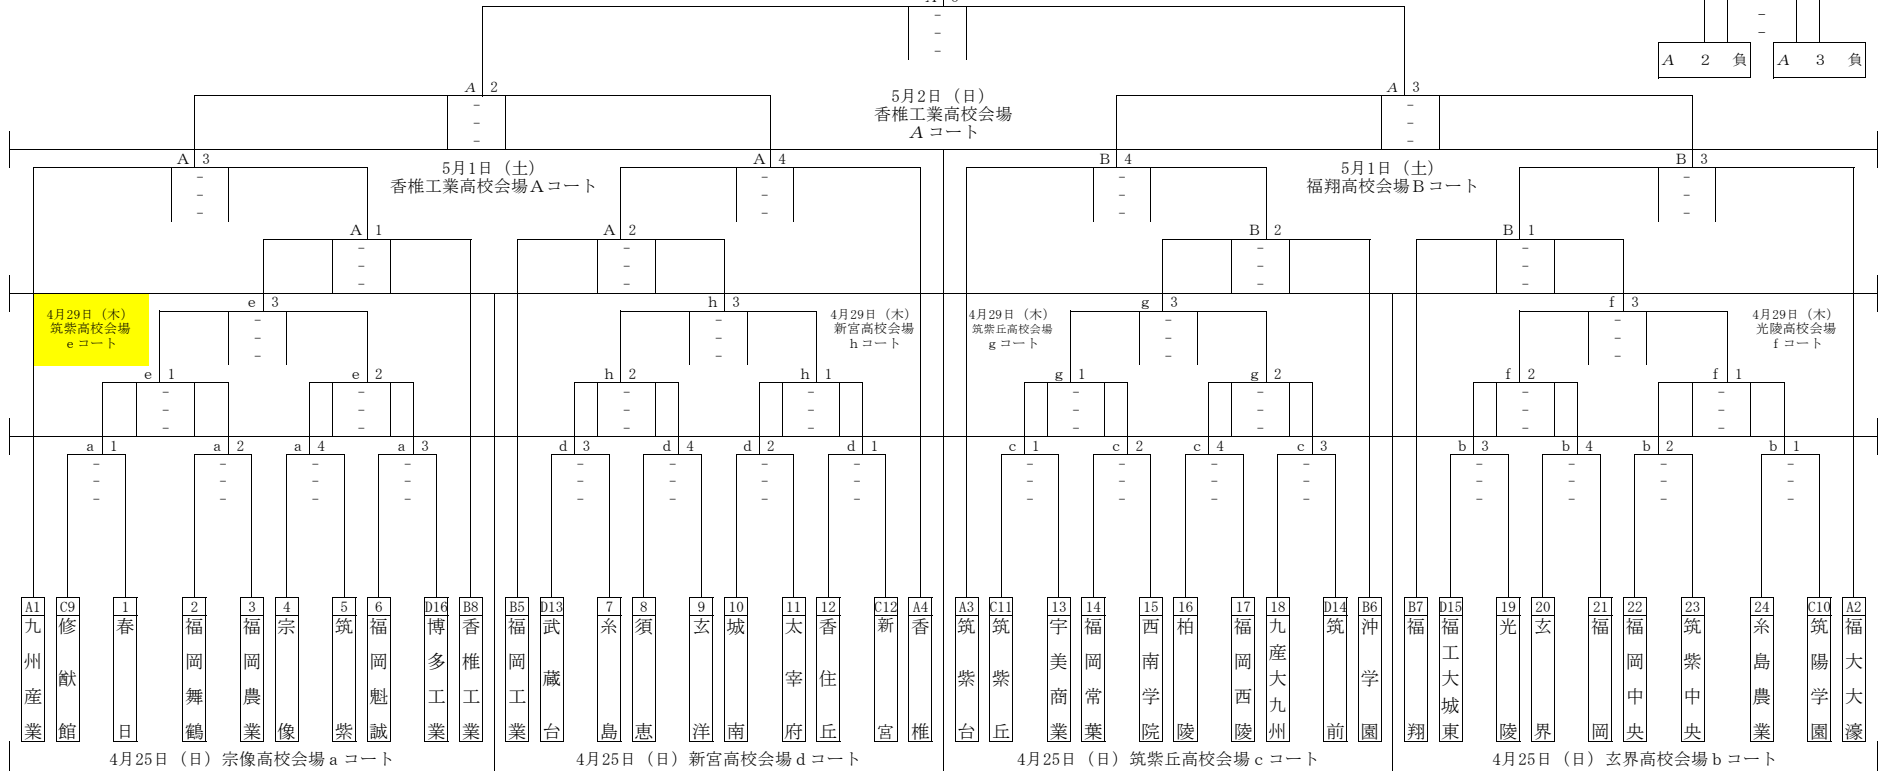 A 2 負 A 3 負
A 2
A 3
5月2日（日）
香椎工業高校会場
A コート
A 3
A 4
B 4
B 3
5月1日（土）
香椎工業高校会場Aコート
5月1日（土）
福翔高校会場Bコート
A 1
A 2
B 2
B 1
e 3
h 3
g 3
f 3
4月29日（木）
筑紫高校会場
eコート
4月29日（木）
新宮高校会場
hコート
4月29日（木）
筑紫丘高校会場
gコート
4月29日（木）
光陵高校会場
fコート
e 1
e 2
h 2
h 1
g 1
g 2
f 2
f 1
a 1
a 2
a 4
a 3
d 3
d 4
d 2
d 1
c 1
c 2
c 4
c 3
b 3
b 4
b 2
b 1
A1 九州産業
C9 修猷館
1 春日
2 福岡舞鶴
3 福岡農業
4 宗像
5 筑紫
6 福岡魁誠
D16 博多工業
B8 香椎工業
B5 福岡工業
D13 武蔵台
7 糸島
8 須恵
9 玄洋
10 城南
11 太宰府
12 香住丘
C12 新宮
A4 香椎
A3 筑紫台
C11 筑紫丘
13 宇美商業
14 福岡常葉
15 西南学院
16 柏陵
17 福岡西陵
18 九産大九州
D14 筑前
B6 沖学園
B7 福翔
D15 福工大城東
19 光陵
20 玄界
21 福岡
22 福岡中央
23 筑紫中央
24 糸島農業
C10 筑陽学園
A2 福大大濠
4月25日（日）宗像高校会場aコート
4月25日（日）新宮高校会場dコート
4月25日（日）筑紫丘高校会場cコート
4月25日（日）玄界高校会場bコート